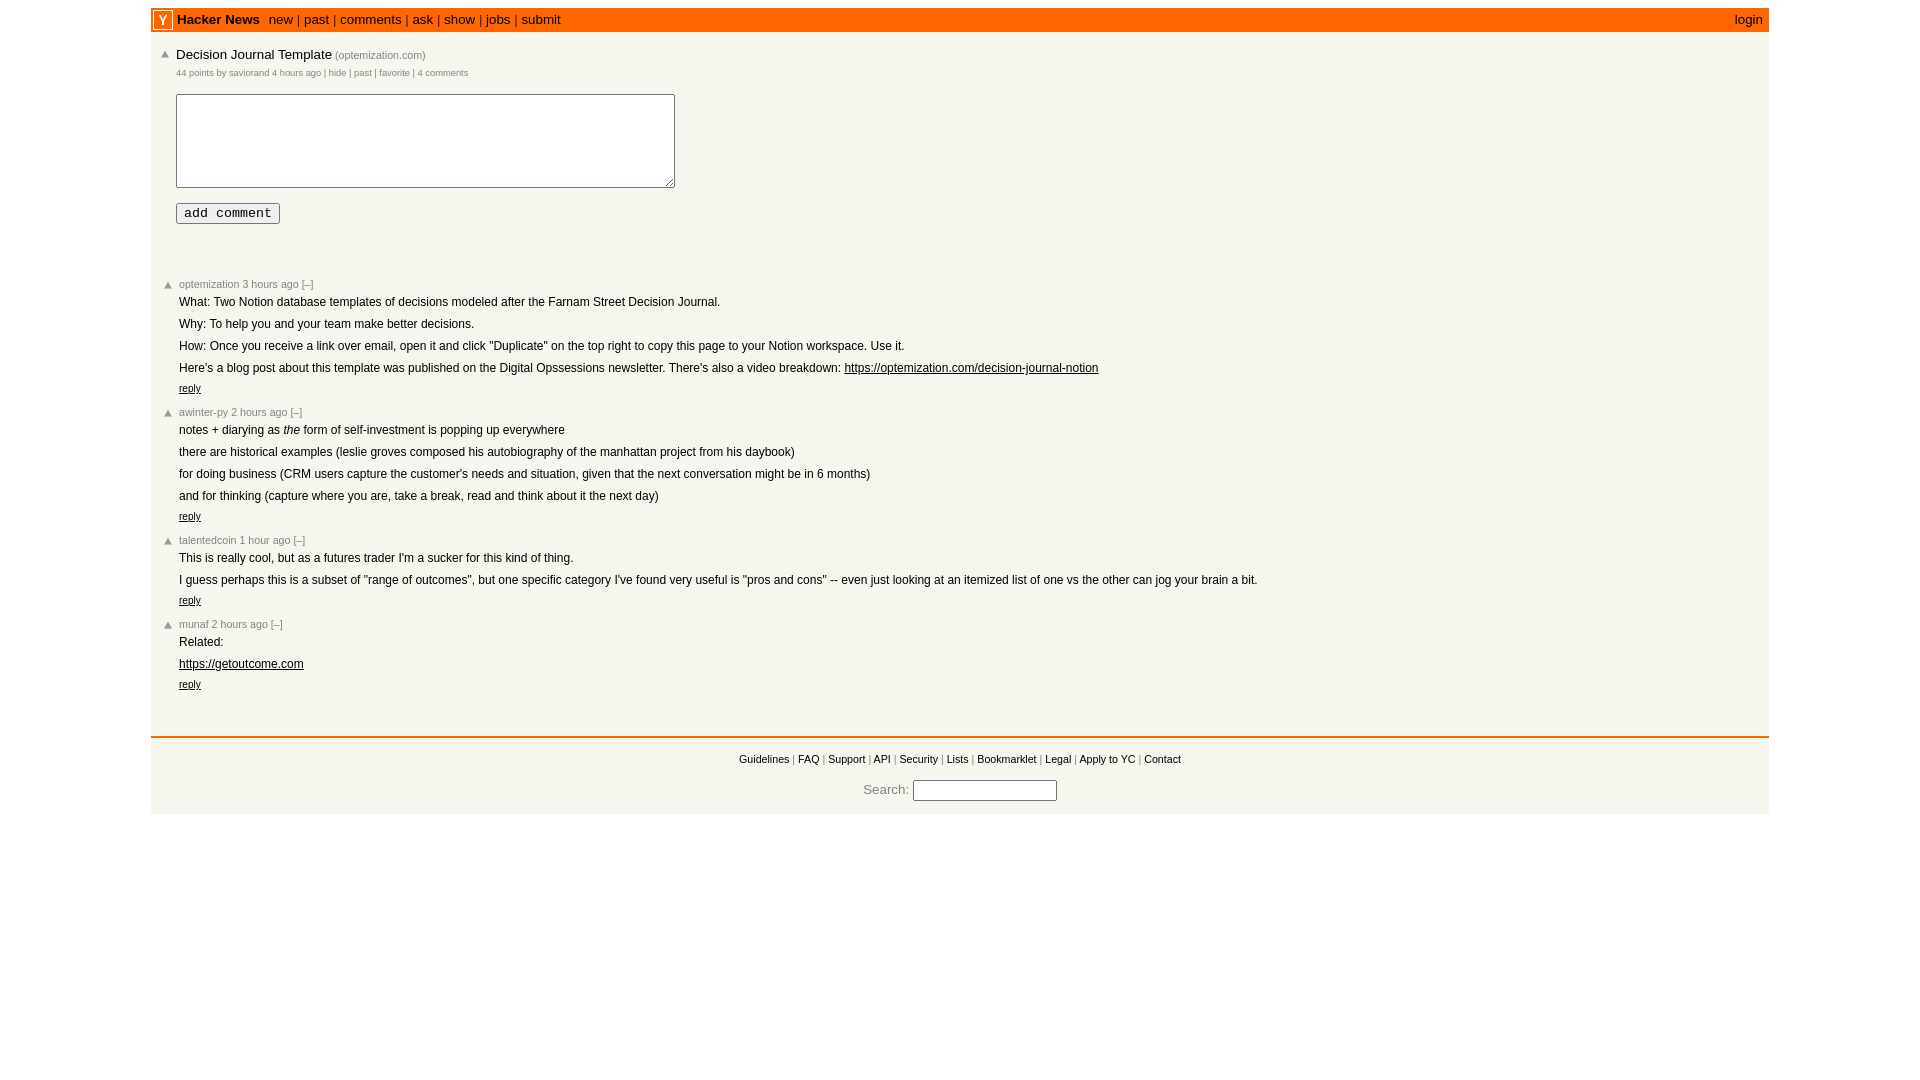 Y Hacker News new | past | comments | ask | show | jobs | submit login
Decision Journal Template (optemization.com)
44 points by saviorand 4 hours ago | hide | past | favorite | 4 comments
add comment
optemization 3 hours ago [–]
What: Two Notion database templates of decisions modeled after the Farnam Street Decision Journal.
Why: To help you and your team make better decisions.
How: Once you receive a link over email, open it and click "Duplicate" on the top right to copy this page to your Notion workspace. Use it.
Here's a blog post about this template was published on the Digital Opssessions newsletter. There's also a video breakdown: https://optemization.com/decision-journal-notion
reply
awinter-py 2 hours ago [–]
notes + diarying as the form of self-investment is popping up everywhere
there are historical examples (leslie groves composed his autobiography of the manhattan project from his daybook)
for doing business (CRM users capture the customer's needs and situation, given that the next conversation might be in 6 months)
and for thinking (capture where you are, take a break, read and think about it the next day)
reply
talentedcoin 1 hour ago [–]
This is really cool, but as a futures trader I'm a sucker for this kind of thing.
I guess perhaps this is a subset of "range of outcomes", but one specific category I've found very useful is "pros and cons" -- even just looking at an itemized list of one vs the other can jog your brain a bit.
reply
munaf 2 hours ago [–]
Related:
https://getoutcome.com
reply
Guidelines | FAQ | Support | API | Security | Lists | Bookmarklet | Legal | Apply to YC | Contact
Search: